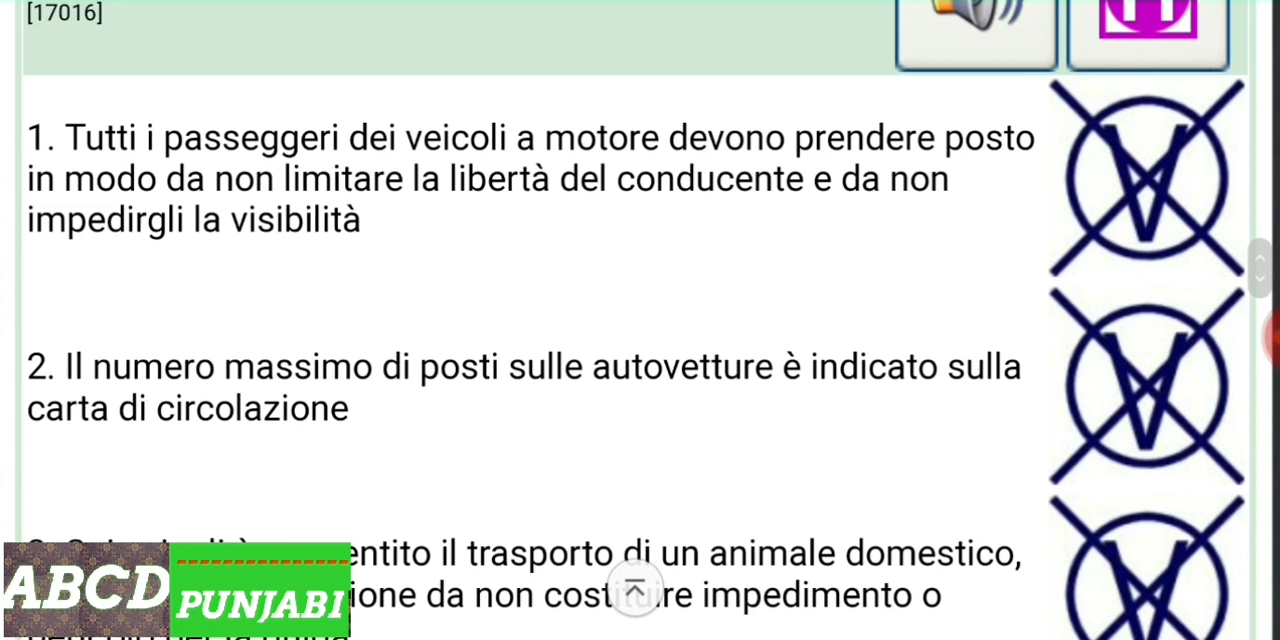 [17016]
1. Tutti i passeggeri dei veicoli a motore devono prendere posto
in modo da non limitare la libertà del conducente e da non
impedirgli la visibilità
V
2. Il numero massimo di posti sulle autovetture è indicato sulla
carta di circolazione
V
entito il trasporto di un animale domestico,
ione da non costituire impedimento o
V
ABCD
PUNJABI